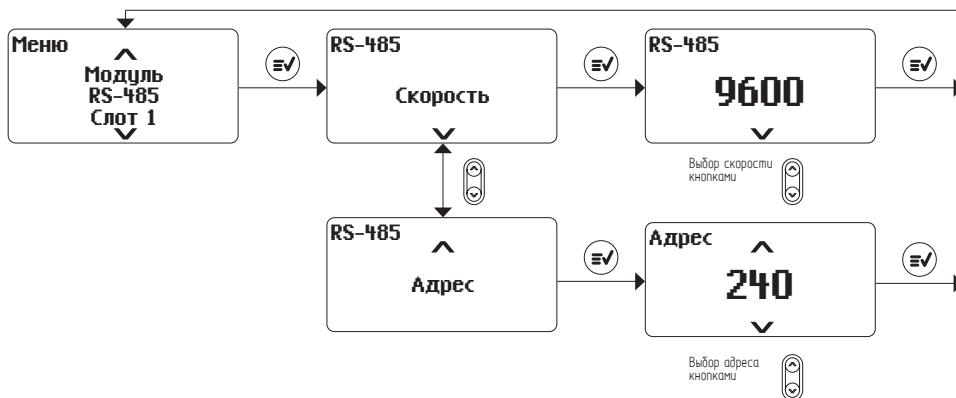 Меню
Модуль
RS-485
Слот 1
RS-485
Скорость
RS-485
9600
Выбор скорости
кнопками
RS-485
Адрес
Адрес
240
Выбор адреса
кнопками